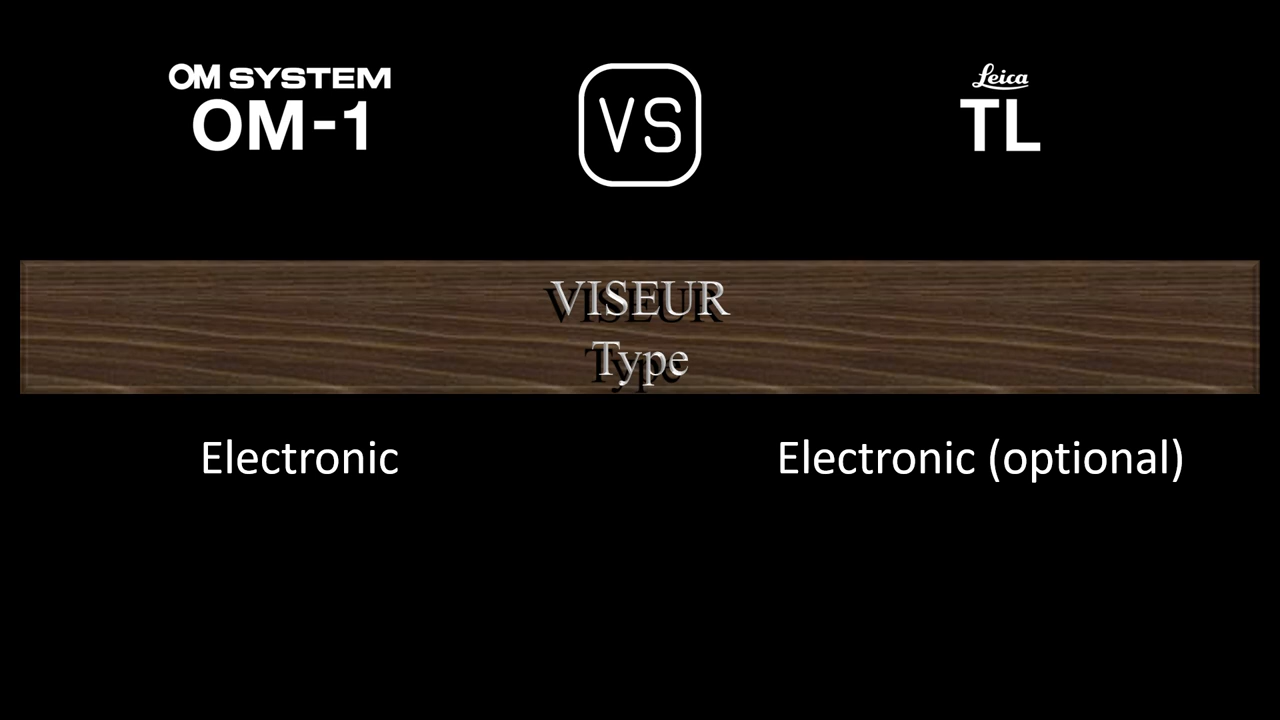 OM SYSTEM
OM-1
VS
Leica
TL
VISEUR
Type
Electronic
Electronic (optional)